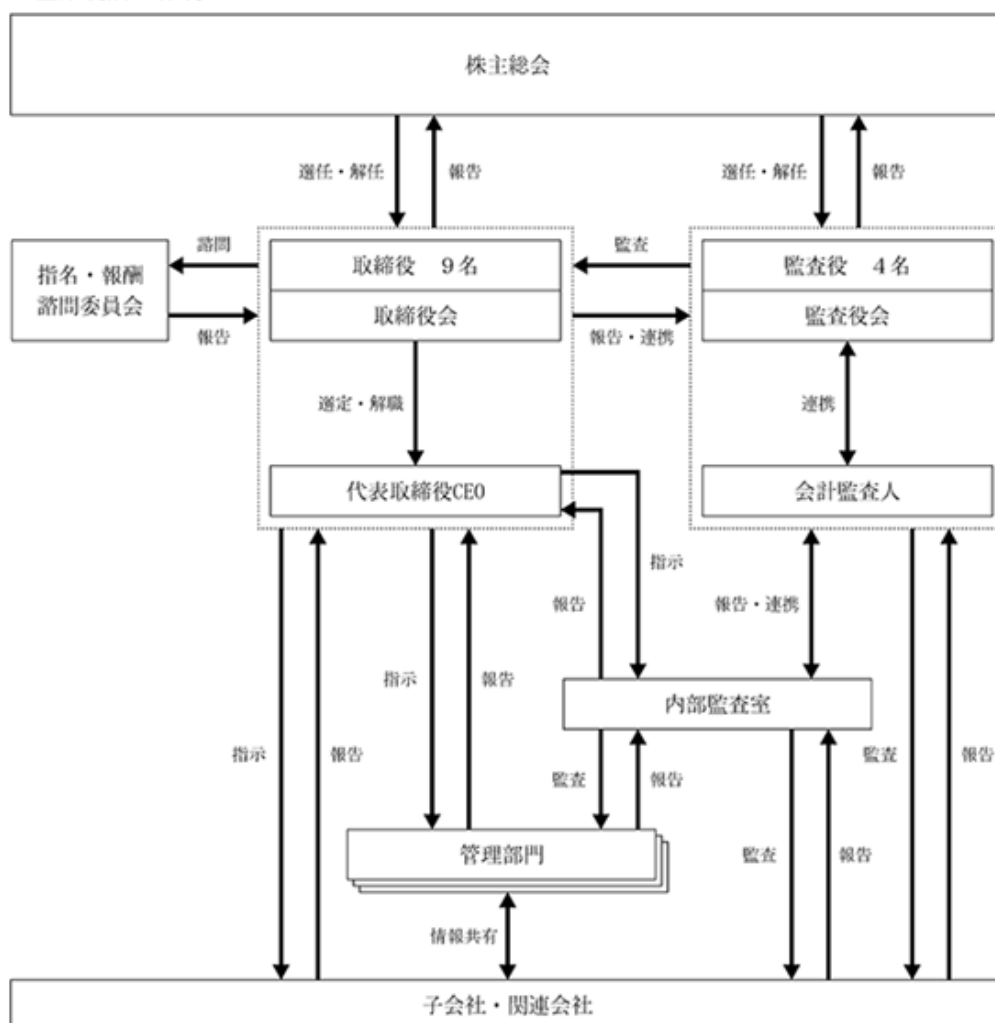 株主総会
選任・解任
報告
選任・解任
報告
諮問
監査
指名・報酬
諮問委員会
取締役　9名
監査役　4名
取締役会
監査役会
報告
報告・連携
選定・解職
連携
代表取締役CEO
会計監査人
指示
報告
報告・連携
指示
報告
内部監査室
指示
報告
監査
報告
監査
報告
管理部門
監査
報告
情報共有
子会社・関連会社